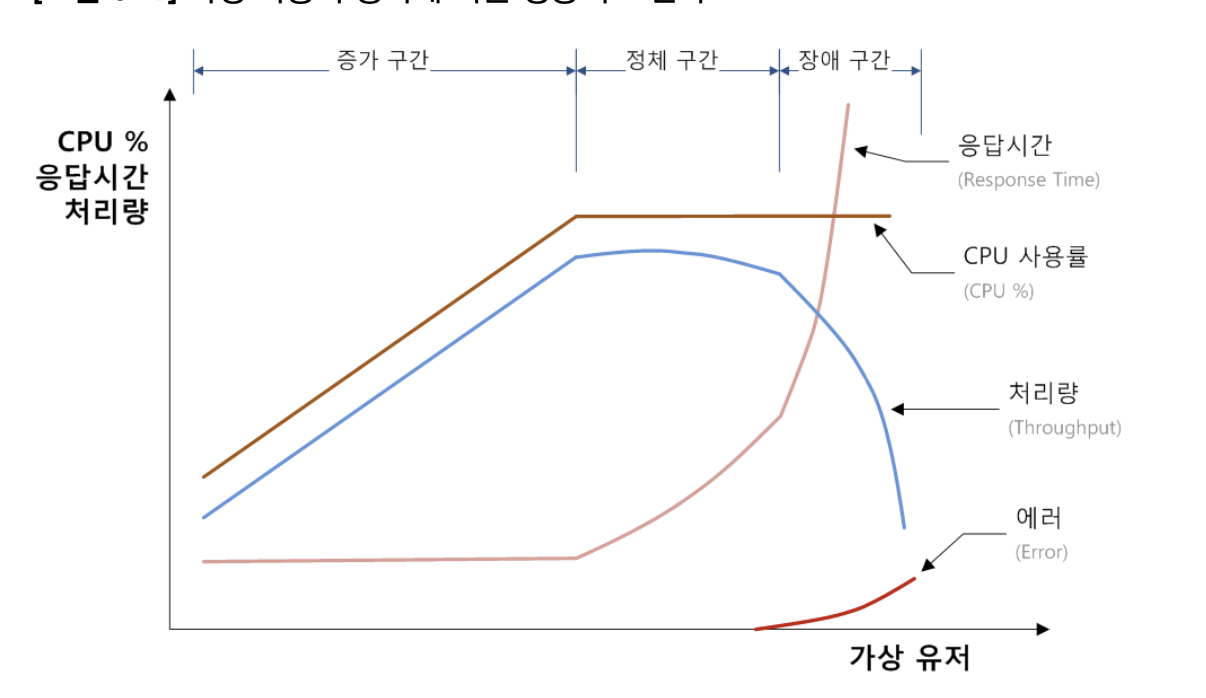 증가 구간
정체 구간
장애 구간
CPU %
응답시간
처리량
응답시간
(Response Time)
CPU 사용률
(CPU %)
처리량
(Throughput)
에러
(Error)
가상 유저